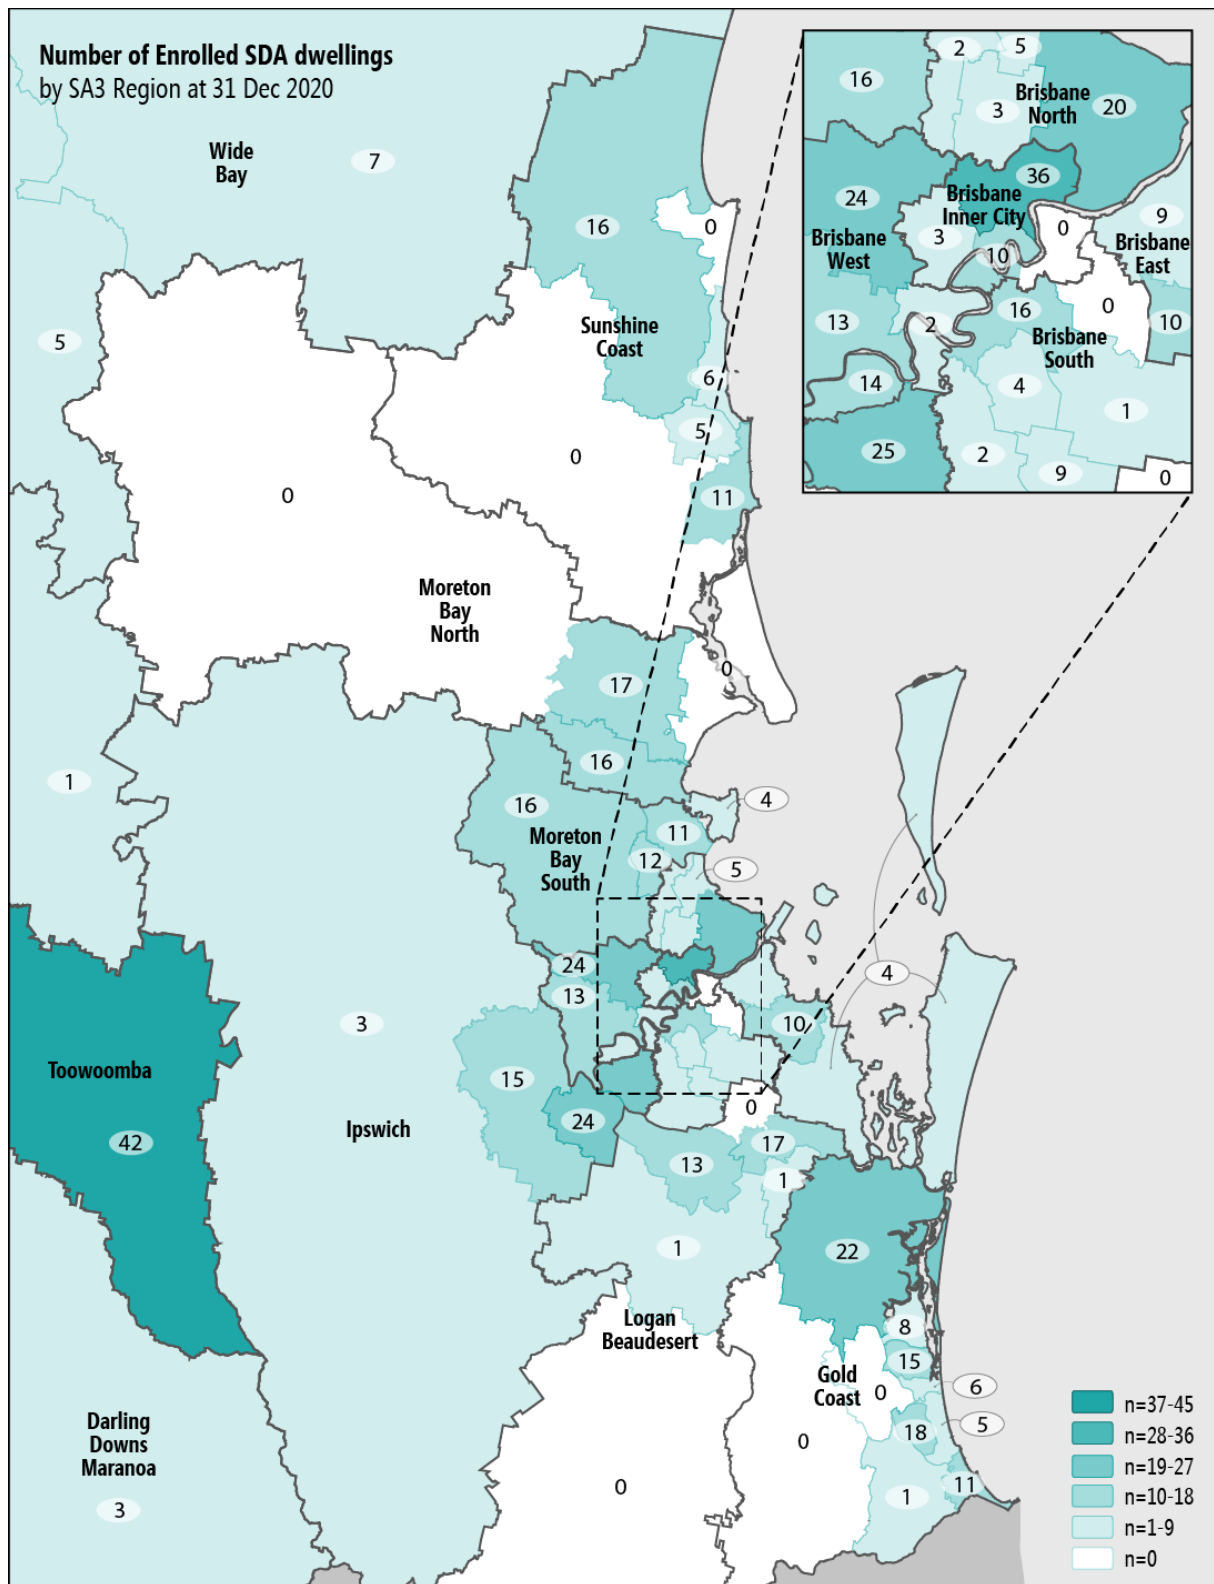 Number of Enrolled SDA dwellings
by SA3 Region at 31 Dec 2020
2
5
16
3
Brisbane
North
20
36
24
Brisbane
Inner City
3
0
9
Brisbane
West
10
Brisbane
East
0
13
2
16
10
Brisbane
South
14
4
1
25
2
9
0
Wide
Bay
7
16
0
5
Sunshine
Coast
6
5
0
0
11
Moreton
Bay
North
0
17
16
1
16
4
11
Moreton
Bay
South
12
5
24
4
13
3
10
Toowoomba
15
0
24
Ipswich
42
17
13
1
1
22
Logan
Beaudesert
8
15
Gold
Coast
0
6
5
18
Darling
Downs
Maranoa
0
0
11
1
3
n=37-45
n=28-36
n=19-27
n=10-18
n=1-9
n=0